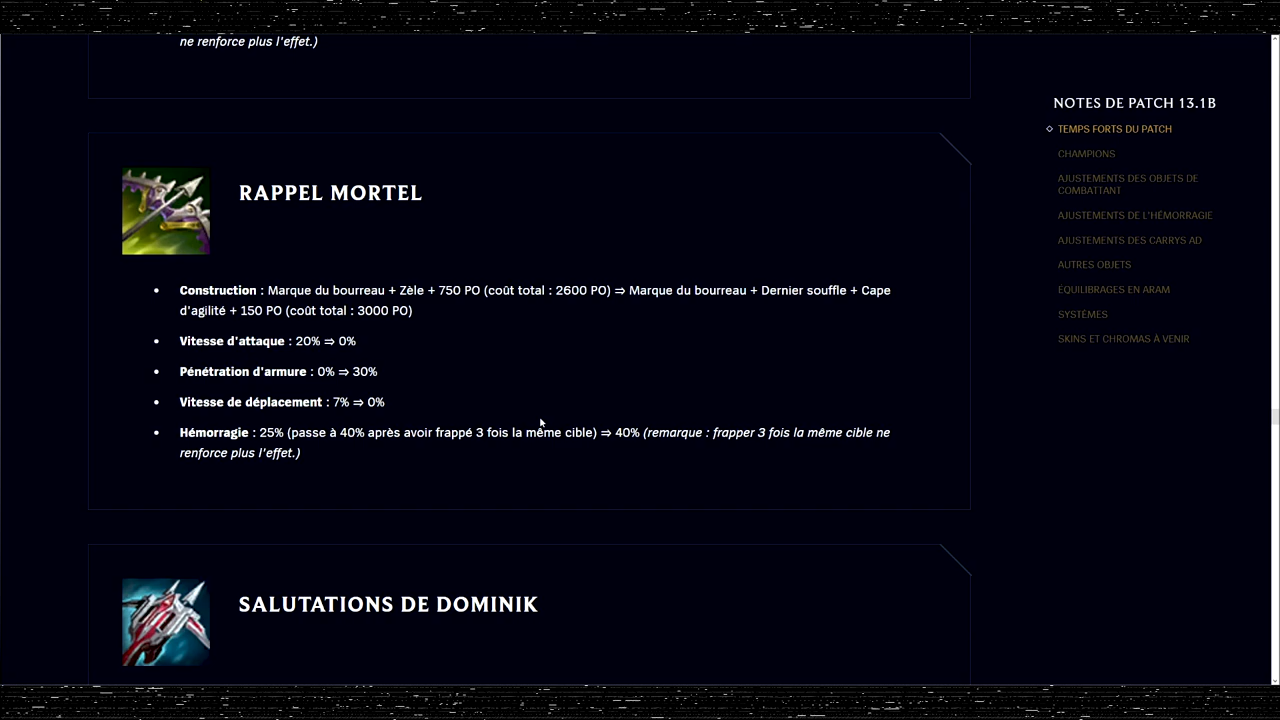 ne renforce plus l'effet.)
NOTES DE PATCH 13.1B
TEMPS FORTS DU PATCH
CHAMPIONS
AJUSTEMENTS DES OBJETS DE
COMBATTANT
AJUSTEMENTS DE L'HÉMORRAGIE
AJUSTEMENTS DES CARRYS AD
AUTRES OBJETS
ÉQUILIBRAGES EN ARAM
SYSTÈMES
SKINS ET CHROMAS À VENIR
RAPPEL MORTEL
• Construction : Marque du bourreau + Zèle + 750 PO (coût total : 2600 PO) ⇒ Marque du bourreau + Dernier souffle + Cape
d'agilité + 150 PO (coût total : 3000 PO)
• Vitesse d'attaque : 20% ⇒ 0%
• Pénétration d'armure : 0% ⇒ 30%
• Vitesse de déplacement : 7% ⇒ 0%
• Hémorragie : 25% (passe à 40% après avoir frappé 3 fois la même cible) ⇒ 40% (remarque : frapper 3 fois la même cible ne
renforce plus l'effet.)
SALUTATIONS DE DOMINIK